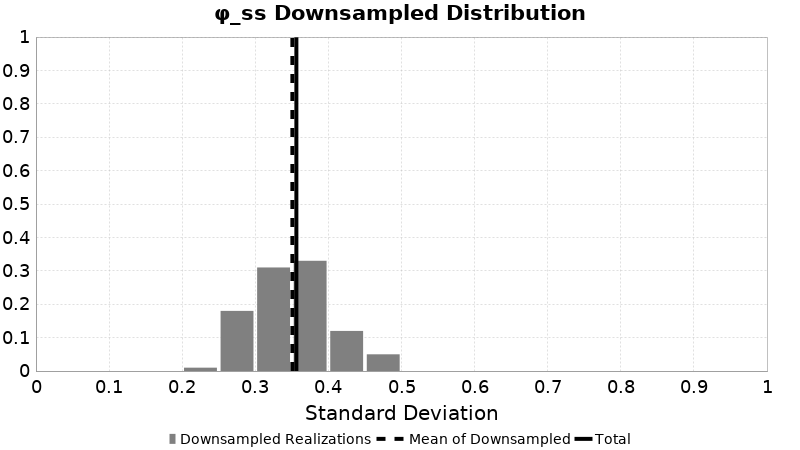 φ_ss Downsampled Distribution
1
0.9
0.8
0.7
0.6
0.5
0.4
0.3
0.2
0.1
0
0 0.1 0.2 0.3 0.4 0.5 0.6 0.7 0.8 0.9 1
Standard Deviation
Downsampled Realizations Mean of Downsampled Total